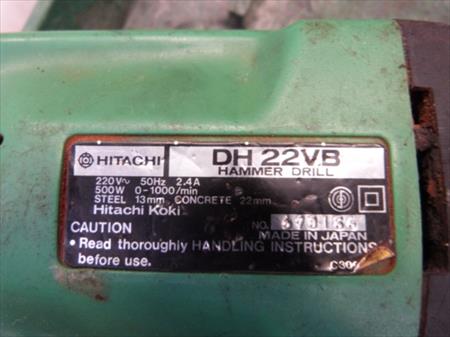 HITACHI
DH 22VB
HAMMER DRILL
220V~ 50Hz 2.4A
500W 0-1000/min
STEEL 13mm CONCRETE 22mm
Hitachi Koki
NO.
MADE IN JAPAN
CAUTION
• Read thoroughly HANDLING INSTRUCTIONS
before use.